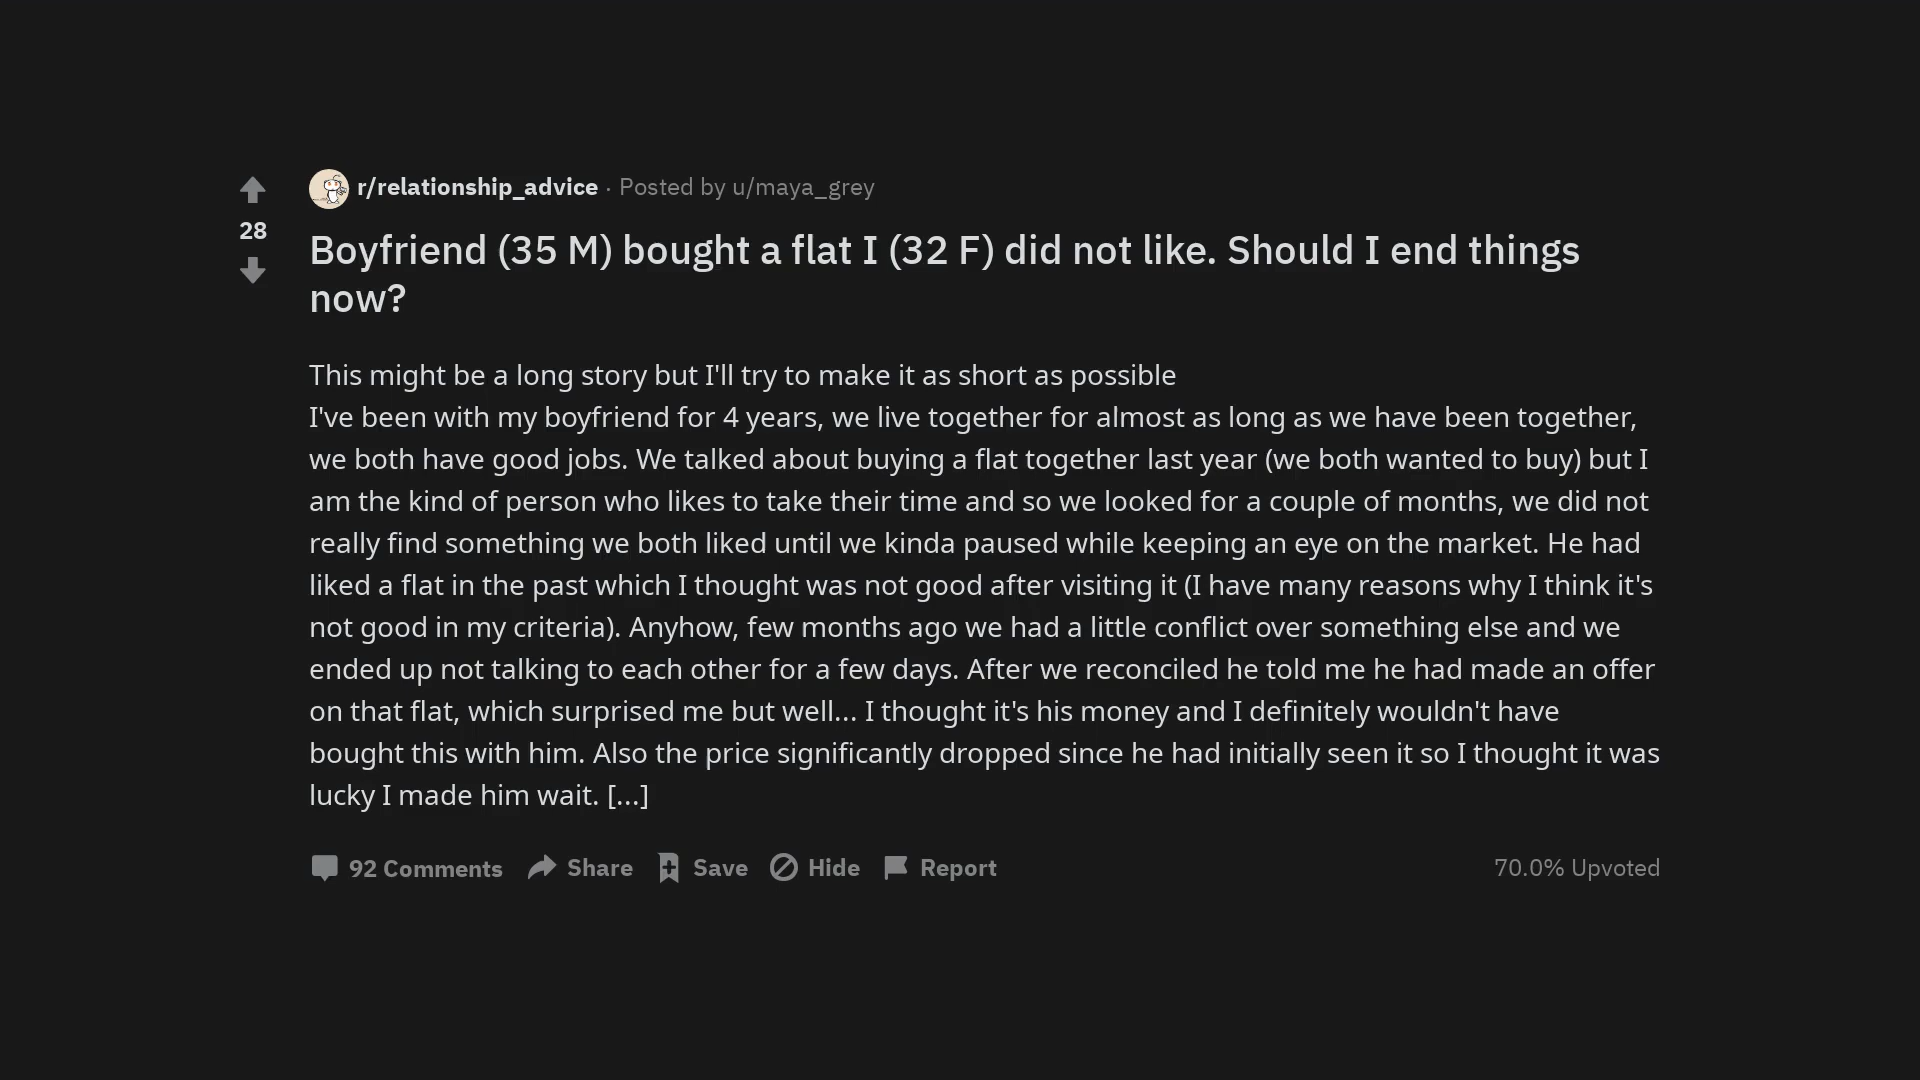 r/relationship_advice · Posted by u/maya_grey
28
Boyfriend (35 M) bought a flat I (32 F) did not like. Should I end things
now?
This might be a long story but I'll try to make it as short as possible
I've been with my boyfriend for 4 years, we live together for almost as long as we have been together,
we both have good jobs. We talked about buying a flat together last year (we both wanted to buy) but I
am the kind of person who likes to take their time and so we looked for a couple of months, we did not
really find something we both liked until we kinda paused while keeping an eye on the market. He had
liked a flat in the past which I thought was not good after visiting it (I have many reasons why I think it's
not good in my criteria). Anyhow, few months ago we had a little conflict over something else and we
ended up not talking to each other for a few days. After we reconciled he told me he had made an offer
on that flat, which surprised me but well... I thought it's his money and I definitely wouldn't have
bought this with him. Also the price significantly dropped since he had initially seen it so I thought it was
lucky I made him wait. [...]
92 Comments Share Save Hide Report 70.0% Upvoted